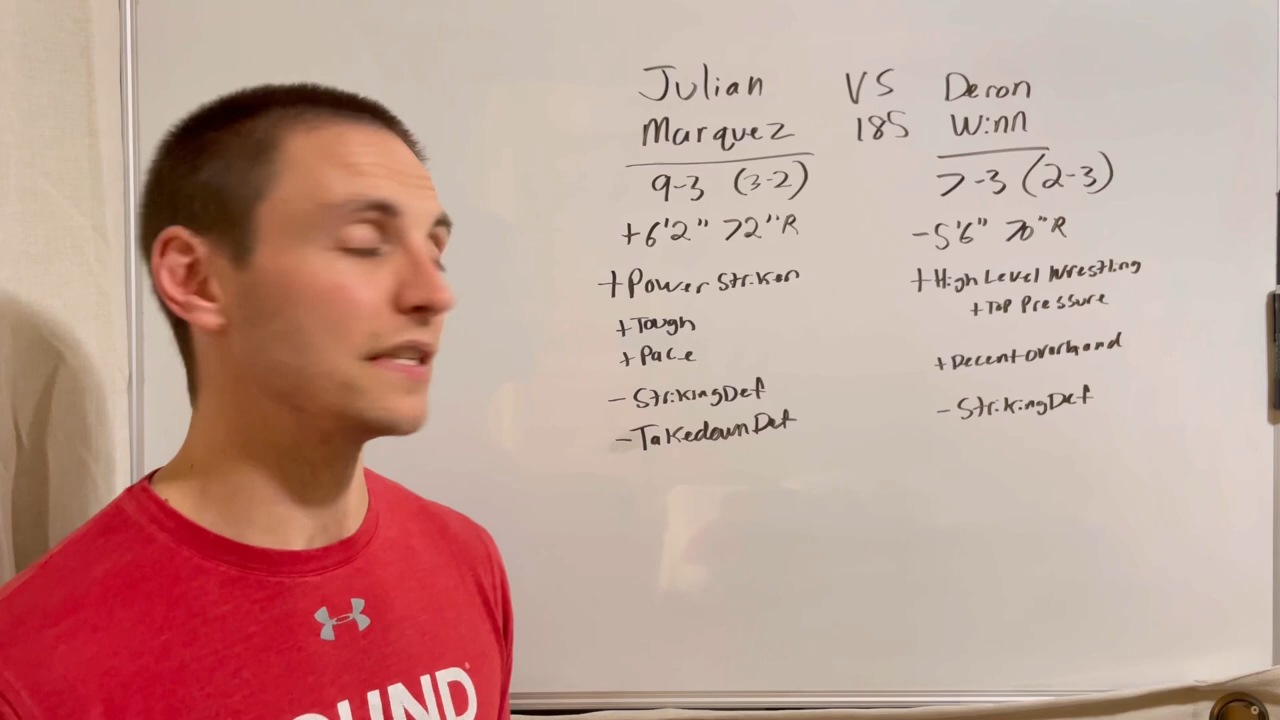 Julian VS Deron
Marquez 185 Winn
9-3 (3-2) 7-3 (2-3)
+6'2" 72"R -5'6" 70"R
+Power Striker +High Level Wrestling
+Top Pressure
+Tough
+Pace +Decent overhand
-Striking Def -Striking Def
-Takedown Def
OUND